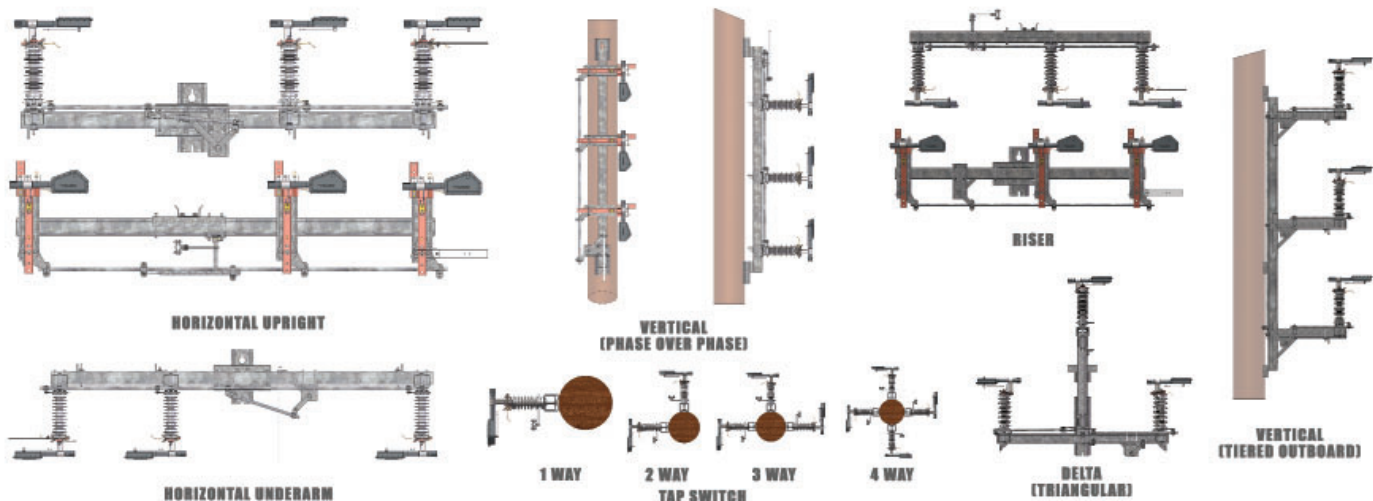 HORIZONTAL UPRIGHT
VERTICAL
(PHASE OVER PHASE)
RISER
HORIZONTAL UNDERARM
1 WAY
2 WAY
3 WAY
4 WAY
TAP SWITCH
DELTA
(TRIANGULAR)
VERTICAL
(TIERED OUTBOARD)